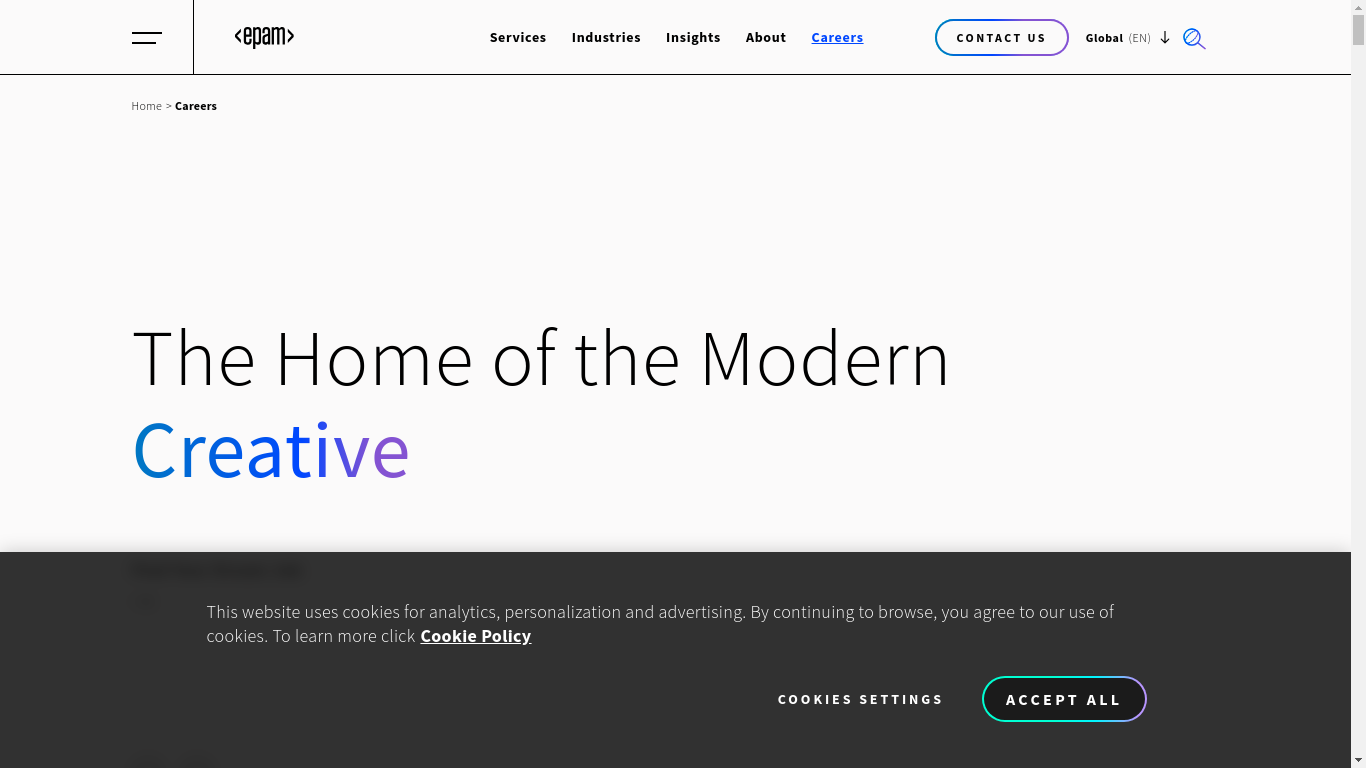 <epam>
Services Industries Insights About Careers
CONTACT US
Global (EN)
Home > Careers
The Home of the Modern
Creative
This website uses cookies for analytics, personalization and advertising. By continuing to browse, you agree to our use of
cookies. To learn more click Cookie Policy
COOKIES SETTINGS
ACCEPT ALL